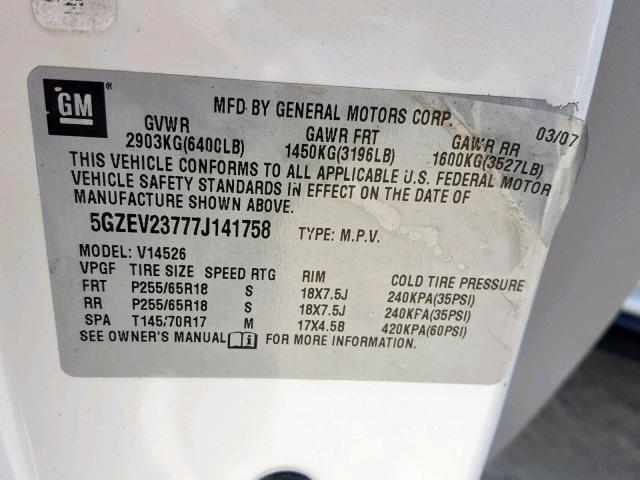 GM
®
MFD BY GENERAL MOTORS CORP.
03/07
GVWR GAWR FRT GAWR RR
2903KG(6400LB) 1450KG(3196LB) 1600KG(3527LB)
THIS VEHICLE CONFORMS TO ALL APPLICABLE U.S. FEDERAL MOTOR
VEHICLE SAFETY STANDARDS IN EFFECT ON THE DATE OF
MANUFACTURE SHOWN ABOVE.
5GZEV23777J141758 TYPE: M.P.V.
MODEL: V14526
VPGF TIRE SIZE SPEED RTG RIM COLD TIRE PRESSURE
FRT P255/65R18 S 18X7.5J 240KPA(35PSI)
RR P255/65R18 S 18X7.5J 240KPA(35PSI)
SPA T145/70R17 M 17X4.5B 420KPA(60PSI)
SEE OWNER'S MANUAL FOR MORE INFORMATION.